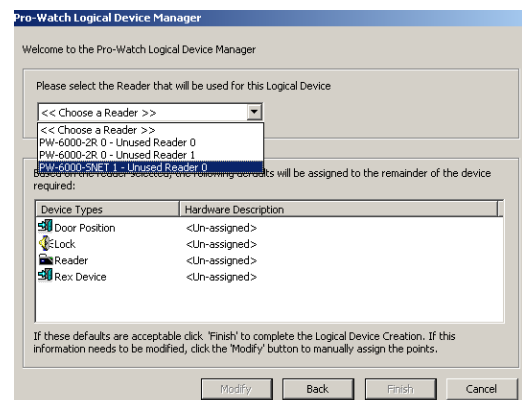 Pro-Watch Logical Device Manager
Welcome to the Pro-Watch Logical Device Manager
Please select the Reader that will be used for this Logical Device
<< Choose a Reader >>
<< Choose a Reader >>
PW-6000-2R 0 - Unused Reader 0
PW-6000-2R 0 - Unused Reader 1
PW-6000-SNET 1 - Unused Reader 0
Based on the reader selected, the following defaults will be assigned to the remainder of the device
required:
Device Types Hardware Description
Door Position <Un-assigned>
Lock <Un-assigned>
Reader <Un-assigned>
Rex Device <Un-assigned>
If these defaults are acceptable click 'Finish' to complete the Logical Device Creation. If this
information needs to be modified, click the 'Modify' button to manually assign the points.
Modify Back Finish Cancel